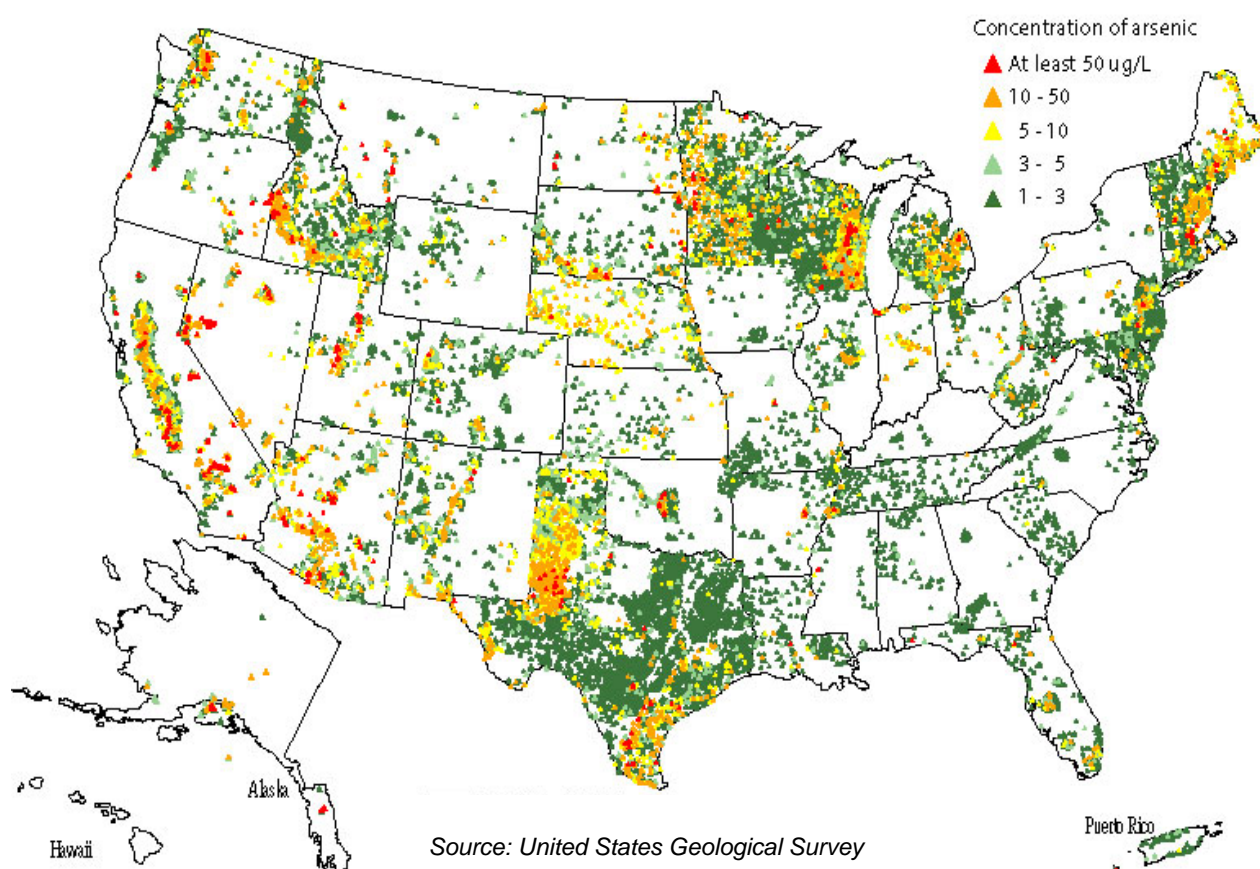 Concentration of arsenic
At least 50 ug/L
10 - 50
5 - 10
3 - 5
1 - 3
Alaska
Hawaii
Puerto Rico
Source: United States Geological Survey